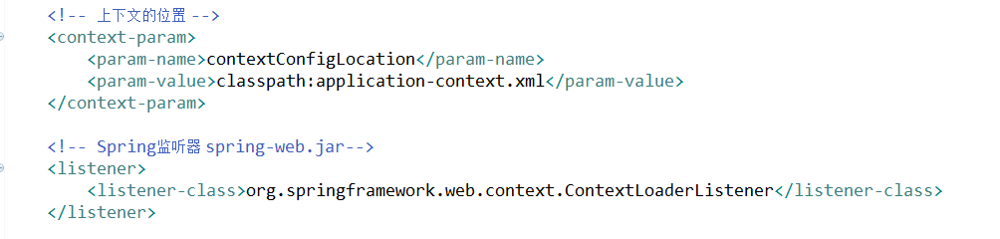 <!-- 上下文的位置 -->
<context-param>
<param-name>contextConfigLocation</param-name>
<param-value>classpath:application-context.xml</param-value>
</context-param>
<!-- Spring监听器 spring-web.jar-->
<listener>
<listener-class>org.springframework.web.context.ContextLoaderListener</listener-class>
</listener>